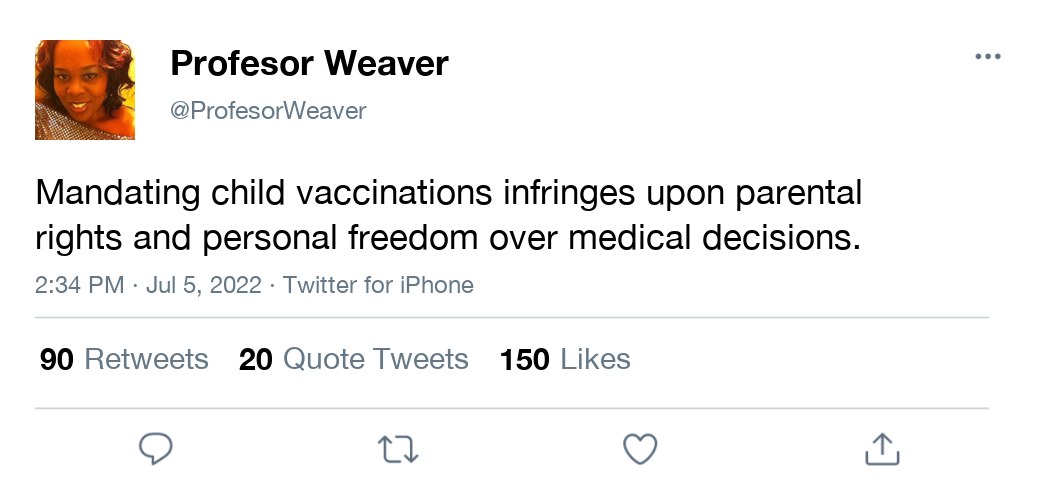 Profesor Weaver
@ProfesorWeaver
Mandating child vaccinations infringes upon parental
rights and personal freedom over medical decisions.
2:34 PM · Jul 5, 2022 · Twitter for iPhone
90 Retweets 20 Quote Tweets 150 Likes